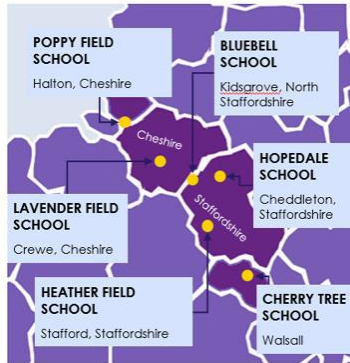 POPPY FIELD
SCHOOL
Halton, Cheshire
BLUEBELL
SCHOOL
Kidsgrove, North
Staffordshire
Cheshire
HOPEDALE
SCHOOL
Cheddleton,
Staffordshire
Staffordshire
LAVENDER FIELD
SCHOOL
Crewe, Cheshire
HEATHER FIELD
SCHOOL
Stafford, Staffordshire
CHERRY TREE
SCHOOL
Walsall